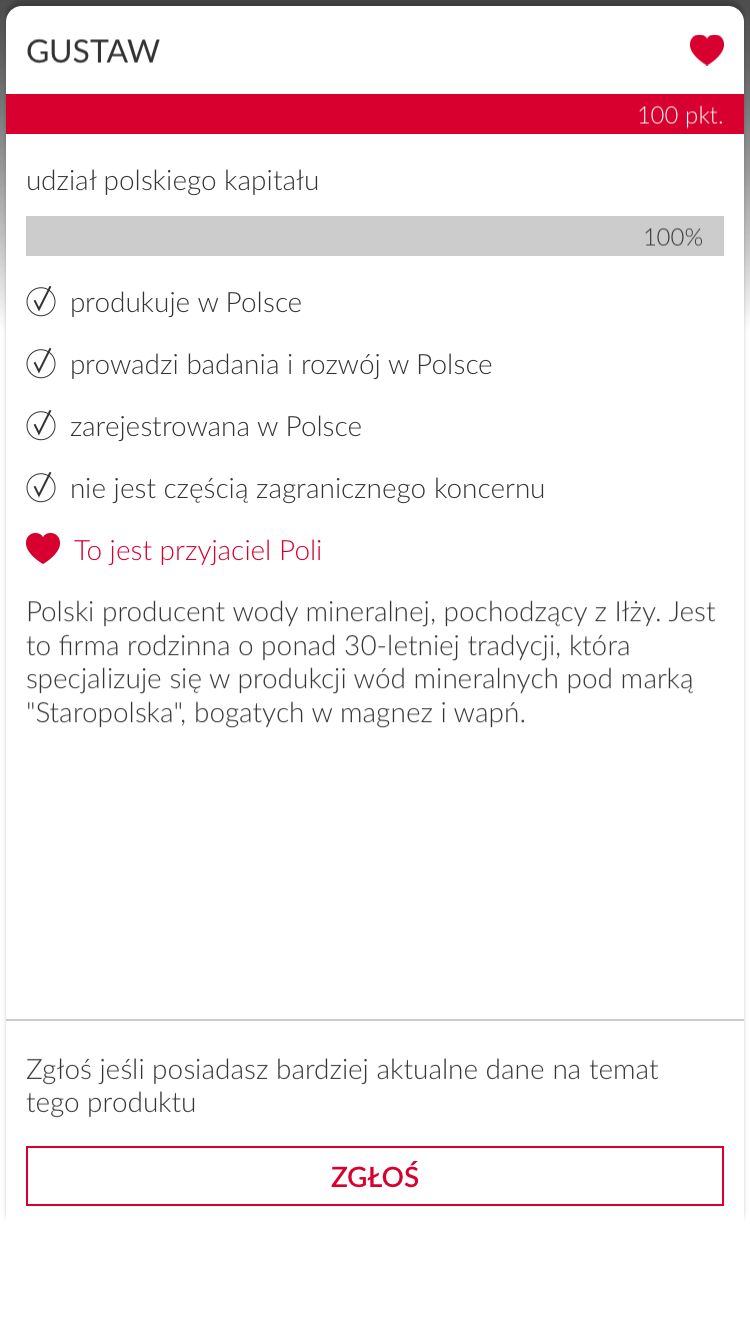 GUSTAW
100 pkt.
udział polskiego kapitału
100%
produkuje w Polsce
prowadzi badania i rozwój w Polsce
zarejestrowana w Polsce
nie jest częścią zagranicznego koncernu
To jest przyjaciel Poli
Polski producent wody mineralnej, pochodzący z Iłży. Jest
to firma rodzinna o ponad 30-letniej tradycji, która
specjalizuje się w produkcji wód mineralnych pod marką
"Staropolska", bogatych w magnez i wapń.
Zgłoś jeśli posiadasz bardziej aktualne dane na temat
tego produktu
ZGŁOŚ